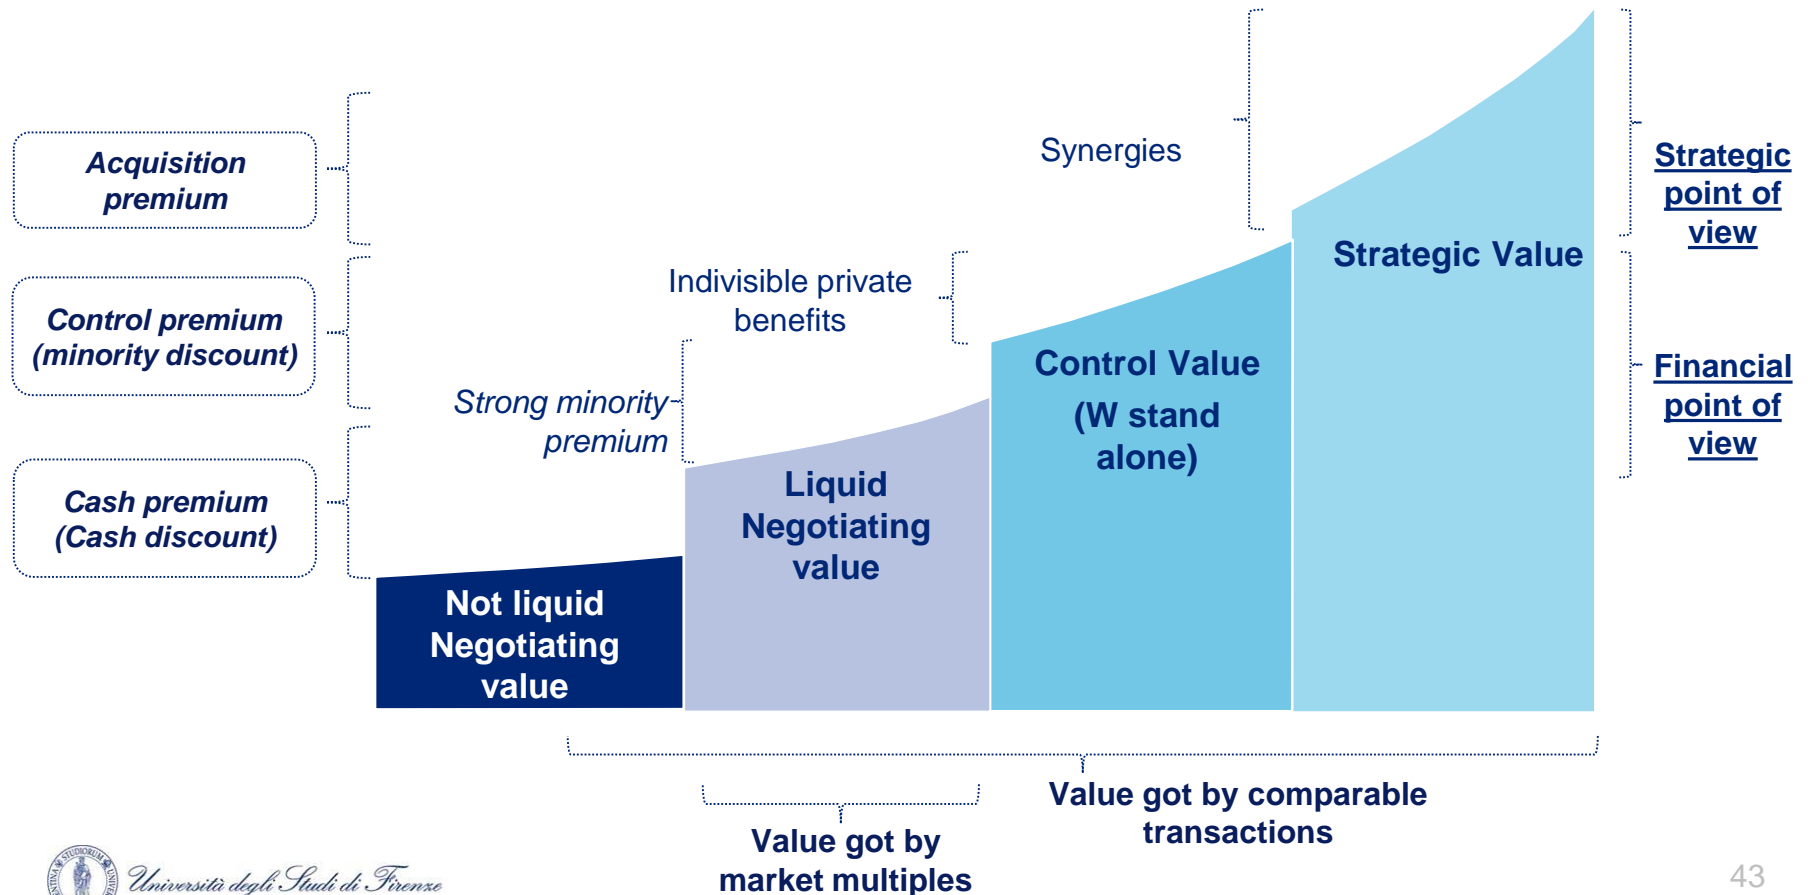 Acquisition
premium
Control premium
(minority discount)
Cash premium
(Cash discount)
Strong minority
premium
Indivisible private
benefits
Synergies
Not liquid
Negotiating
value
Liquid
Negotiating
value
Control Value
(W stand
alone)
Strategic Value
Strategic
point of
view
Financial
point of
view
Value got by comparable
transactions
Value got by
market multiples
Università degli Studi di Firenze
43